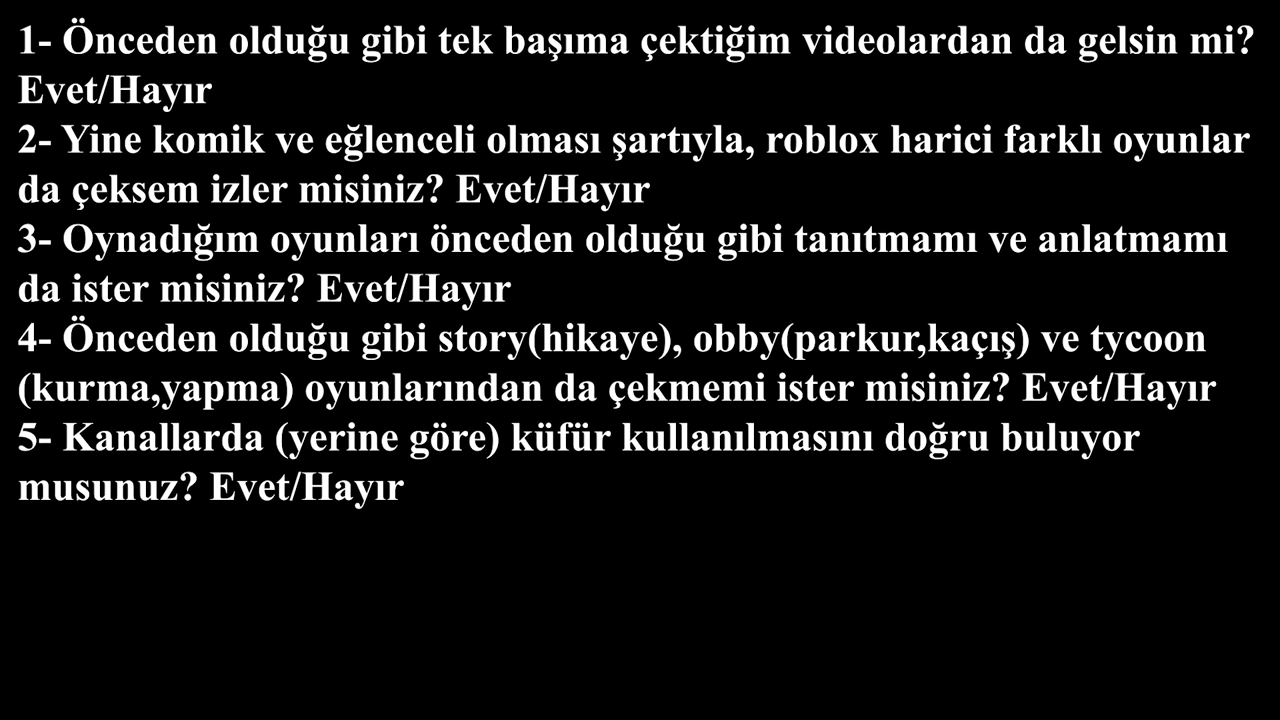 1- Önceden olduğu gibi tek başıma çektiğim videolardan da gelsin mi?
Evet/Hayır
2- Yine komik ve eğlenceli olması şartıyla, roblox harici farklı oyunlar
da çeksem izler misiniz? Evet/Hayır
3- Oynadığım oyunları önceden olduğu gibi tanıtmamı ve anlatmamı
da ister misiniz? Evet/Hayır
4- Önceden olduğu gibi story(hikaye), obby(parkur,kaçış) ve tycoon
(kurma,yapma) oyunlarından da çekmemi ister misiniz? Evet/Hayır
5- Kanallarda (yerine göre) küfür kullanılmasını doğru buluyor
musunuz? Evet/Hayır